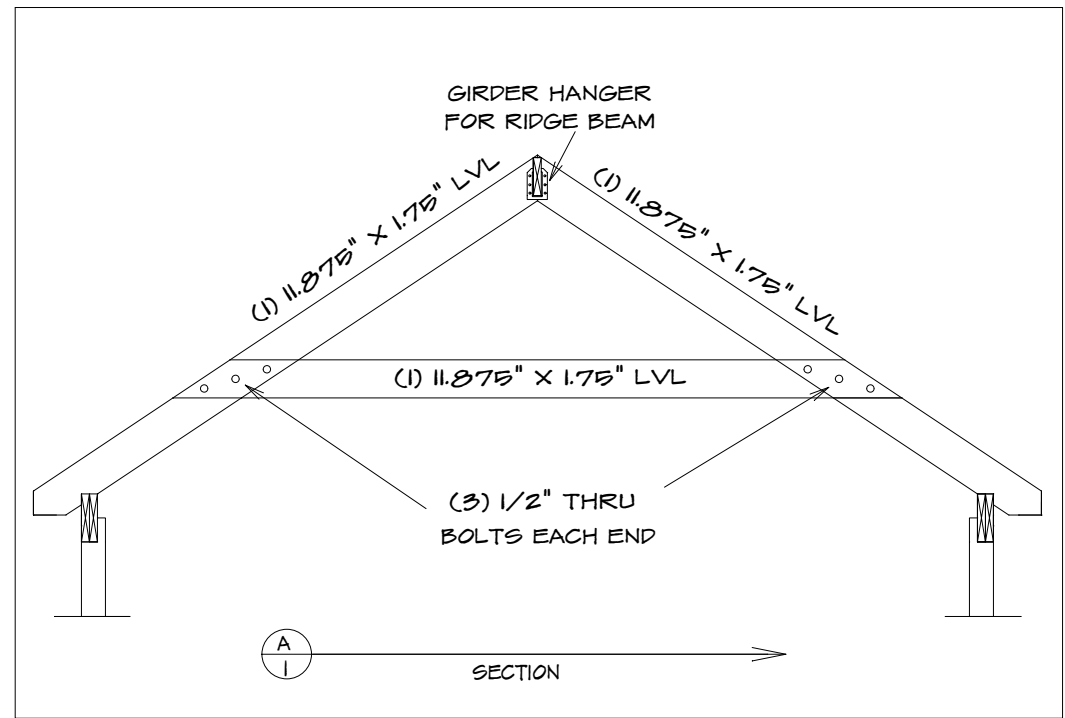 GIRDER HANGER
FOR RIDGE BEAM
(1) 11.875" X 1.75" LVL
(1) 11.875" X 1.75" LVL
(1) 11.875" X 1.75" LVL
(3) 1/2" THRU
BOLTS EACH END
A
1
SECTION